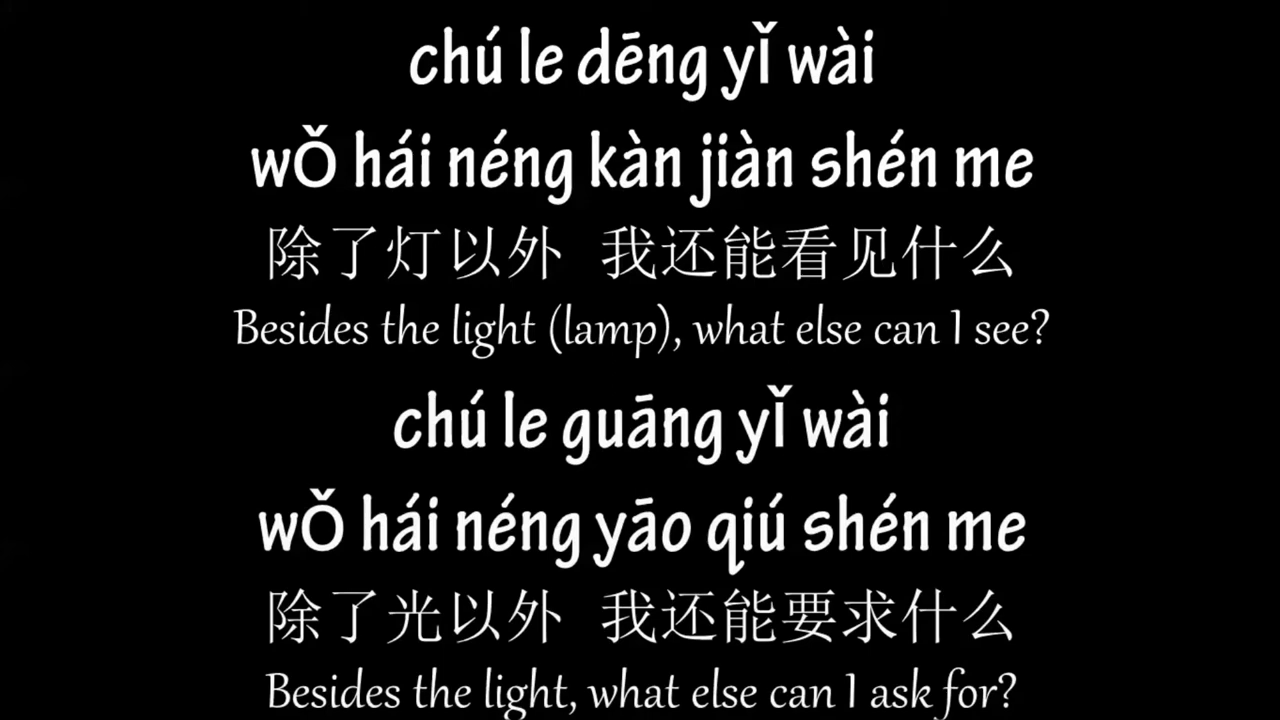 chú le dēng yǐ wài
wǒ hái néng kàn jiàn shén me
除了灯以外 我还能看见什么
Besides the light (lamp), what else can I see?
chú le guāng yǐ wài
wǒ hái néng yāo qiú shén me
除了光以外 我还能要求什么
Besides the light, what else can I ask for?